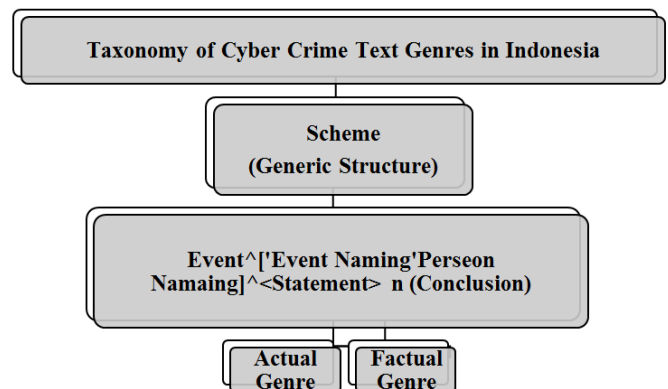 Taxonomy of Cyber Crime Text Genres in Indonesia
Scheme
(Generic Structure)
Event^['Event Naming'Perseon
Namaing]^<Statement> n (Conclusion)
Actual
Genre
Factual
Genre